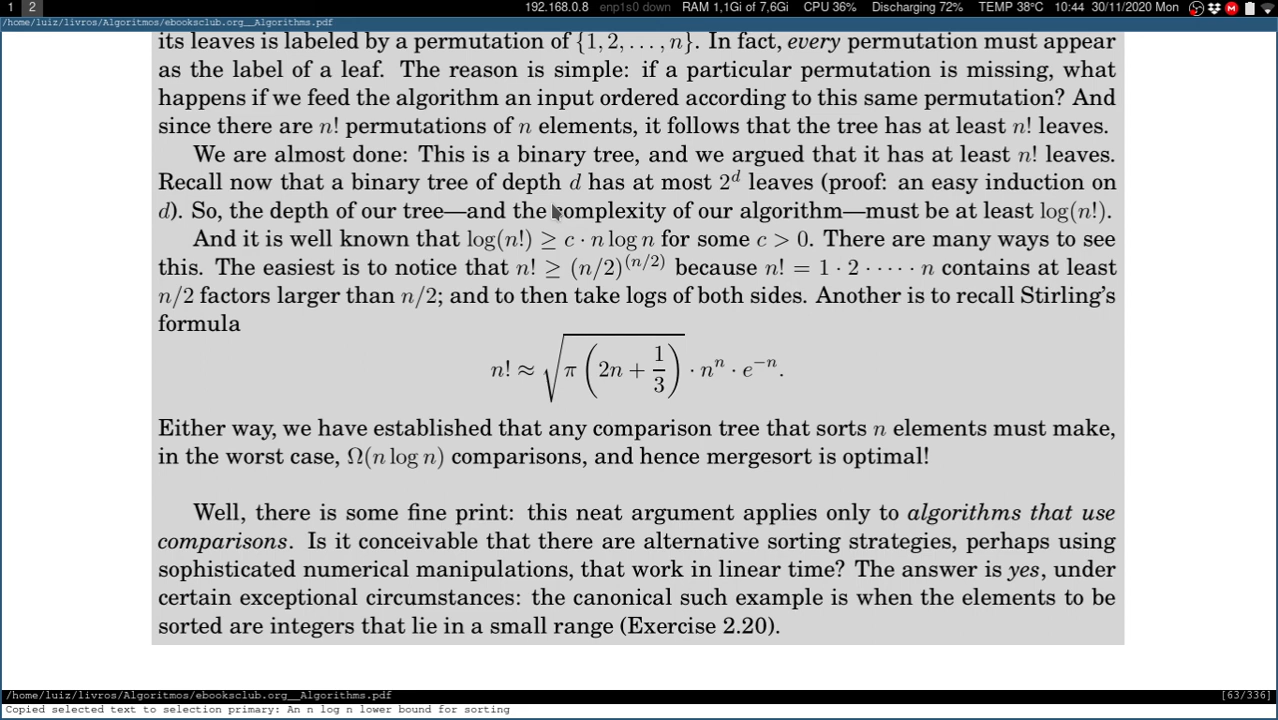 1 2 192.168.0.8 enp1s0 down RAM 1,1Gi of 7,6Gi CPU 36% Discharging 72% TEMP 38°C 10:44 30/11/2020 Mon
/home/luiz/livros/Algoritmos/ebooksclub.org__Algorithms.pdf
its leaves is labeled by a permutation of {1, 2, . . . , n}. In fact, every permutation must appear
as the label of a leaf. The reason is simple: if a particular permutation is missing, what
happens if we feed the algorithm an input ordered according to this same permutation? And
since there are n! permutations of n elements, it follows that the tree has at least n! leaves.
We are almost done: This is a binary tree, and we argued that it has at least n! leaves.
Recall now that a binary tree of depth d has at most 2^d leaves (proof: an easy induction on
d). So, the depth of our tree—and the complexity of our algorithm—must be at least log(n!).
And it is well known that log(n!) ≥ c · n log n for some c > 0. There are many ways to see
this. The easiest is to notice that n! ≥ (n/2)^(n/2) because n! = 1 · 2 · · · · · n contains at least
n/2 factors larger than n/2; and to then take logs of both sides. Another is to recall Stirling's
formula
n! ≈ √(π (2n + 1/3)) · n^n · e^−n.
Either way, we have established that any comparison tree that sorts n elements must make,
in the worst case, Ω(n log n) comparisons, and hence mergesort is optimal!
Well, there is some fine print: this neat argument applies only to algorithms that use
comparisons. Is it conceivable that there are alternative sorting strategies, perhaps using
sophisticated numerical manipulations, that work in linear time? The answer is yes, under
certain exceptional circumstances: the canonical such example is when the elements to be
sorted are integers that lie in a small range (Exercise 2.20).
/home/luiz/livros/Algoritmos/ebooksclub.org__Algorithms.pdf [63/336]
Copied selected text to selection primary: An n log n lower bound for sorting